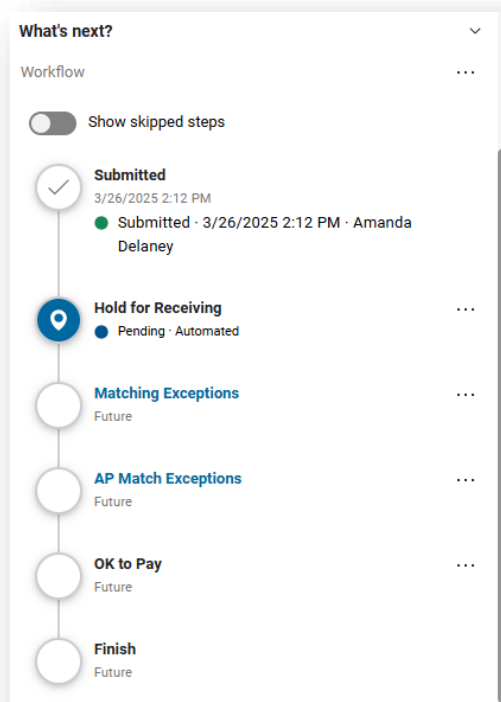 What's next?
Workflow
Show skipped steps
Submitted
3/26/2025 2:12 PM
Submitted · 3/26/2025 2:12 PM · Amanda
Delaney
Hold for Receiving
Pending · Automated
Matching Exceptions
Future
AP Match Exceptions
Future
OK to Pay
Future
Finish
Future